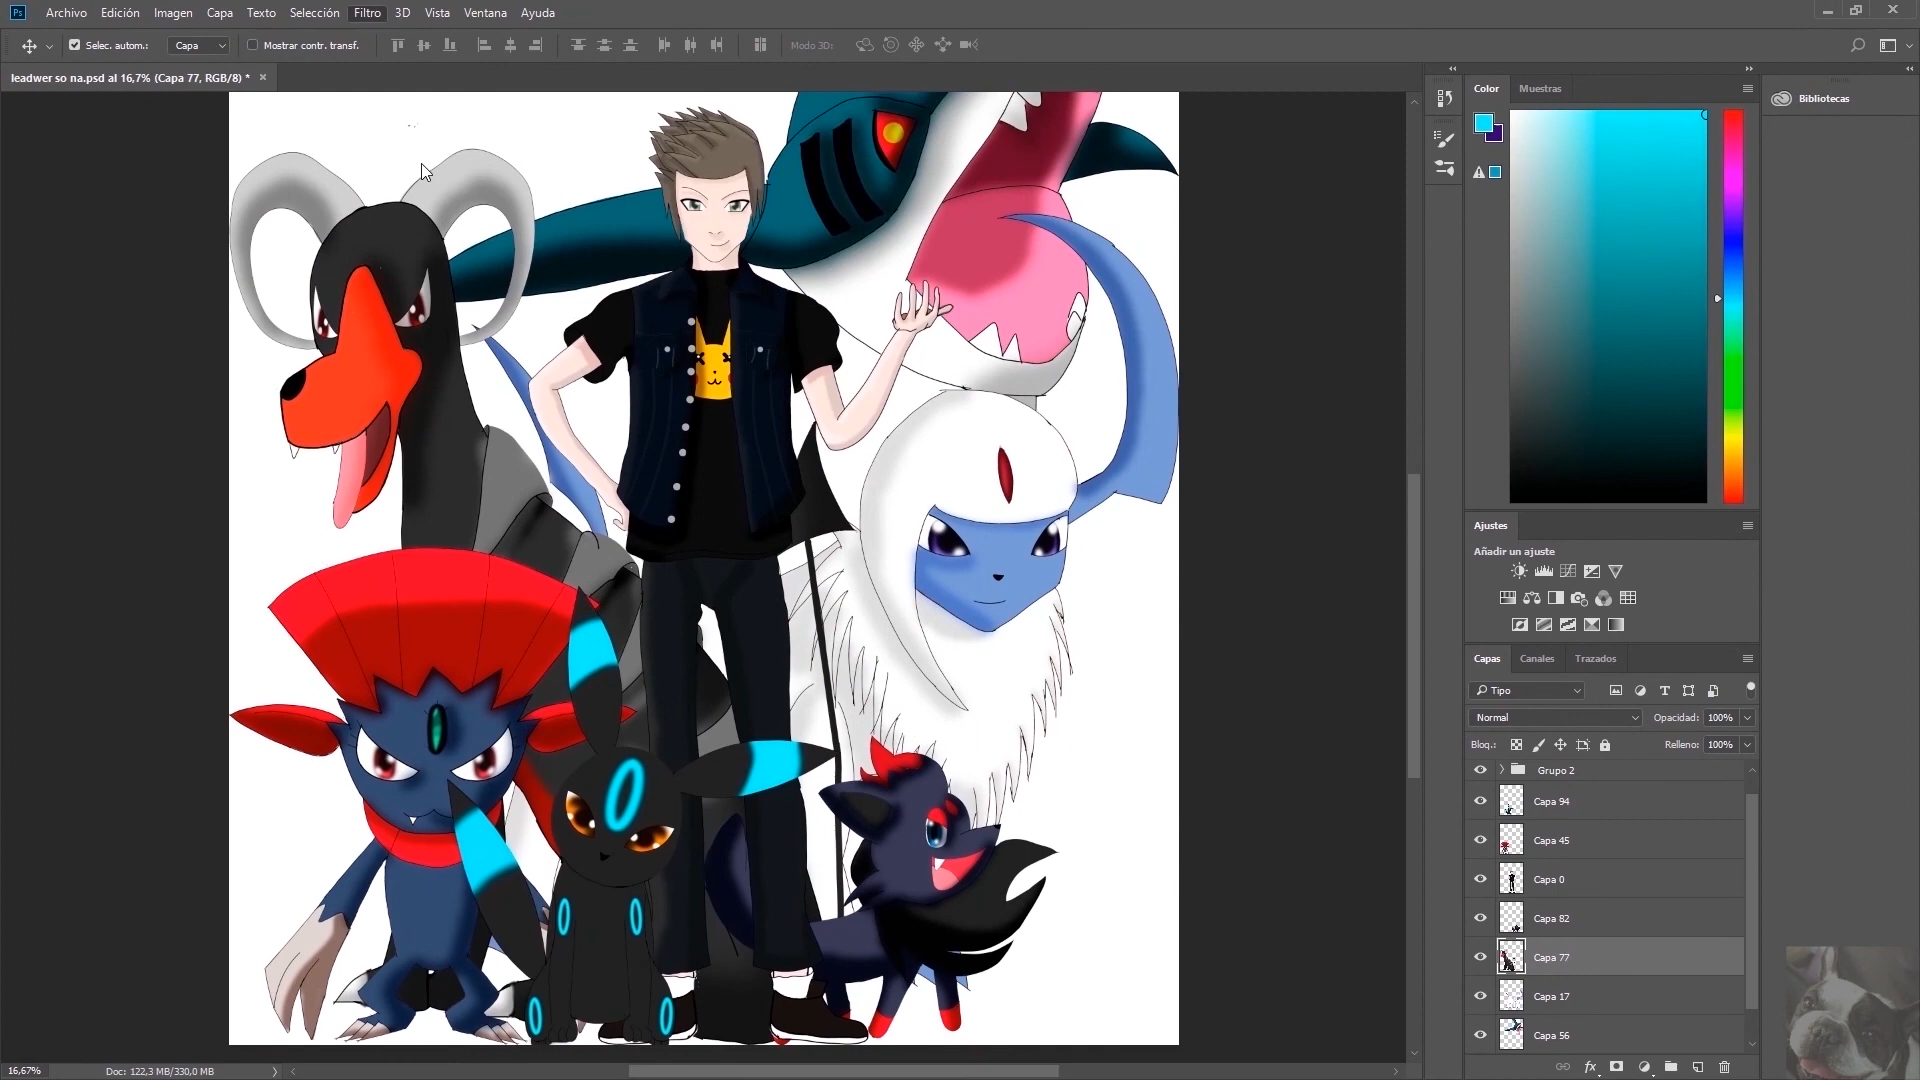 Ps Archivo Edición Imagen Capa Texto Selección Filtro 3D Vista Ventana Ayuda
Selec. autom.: Capa Mostrar contr. transf. Modo 3D:
leadwer so na.psd al 16,7% (Capa 77, RGB/8) *
Color Muestras
Bibliotecas
Ajustes
Añadir un ajuste
Capas Canales Trazados
Tipo
Normal Opacidad: 100%
Bloq.: Relleno: 100%
Grupo 2
Capa 94
Capa 45
Capa 0
Capa 82
Capa 77
Capa 17
Capa 56
fx
16,67% Doc: 122,3 MB/330,0 MB